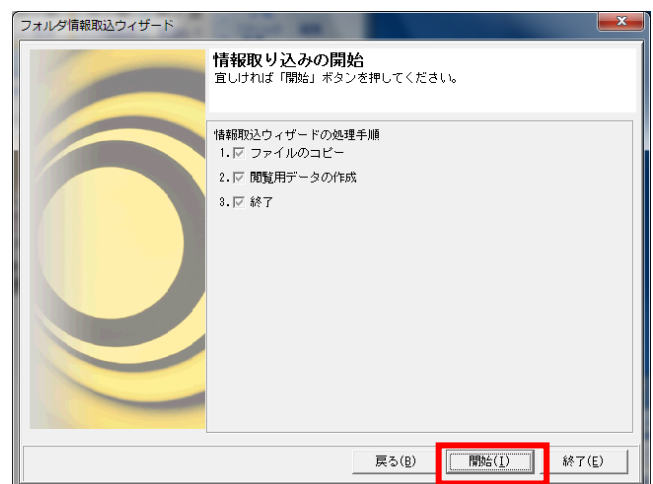 フォルダ情報取込ウィザード
情報取り込みの開始
宜しければ「開始」ボタンを押してください。
情報取込ウィザードの処理手順
1. ファイルのコピー
2. 閲覧用データの作成
3. 終了
戻る(B) 開始(I) 終了(E)